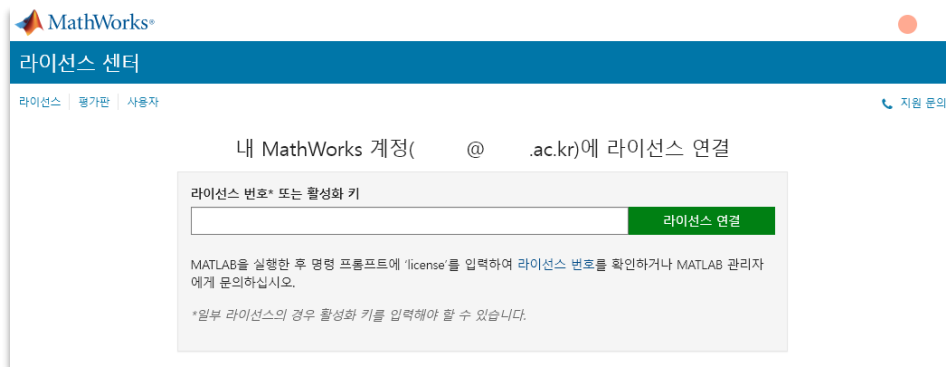 MathWorks®
라이선스 센터
라이선스 평가판 사용자
지원 문의
내 MathWorks 계정( @ .ac.kr)에 라이선스 연결
라이선스 번호* 또는 활성화 키
라이선스 연결
MATLAB을 실행한 후 명령 프롬프트에 'license'를 입력하여 라이선스 번호를 확인하거나 MATLAB 관리자
에게 문의하십시오.
*일부 라이선스의 경우 활성화 키를 입력해야 할 수 있습니다.